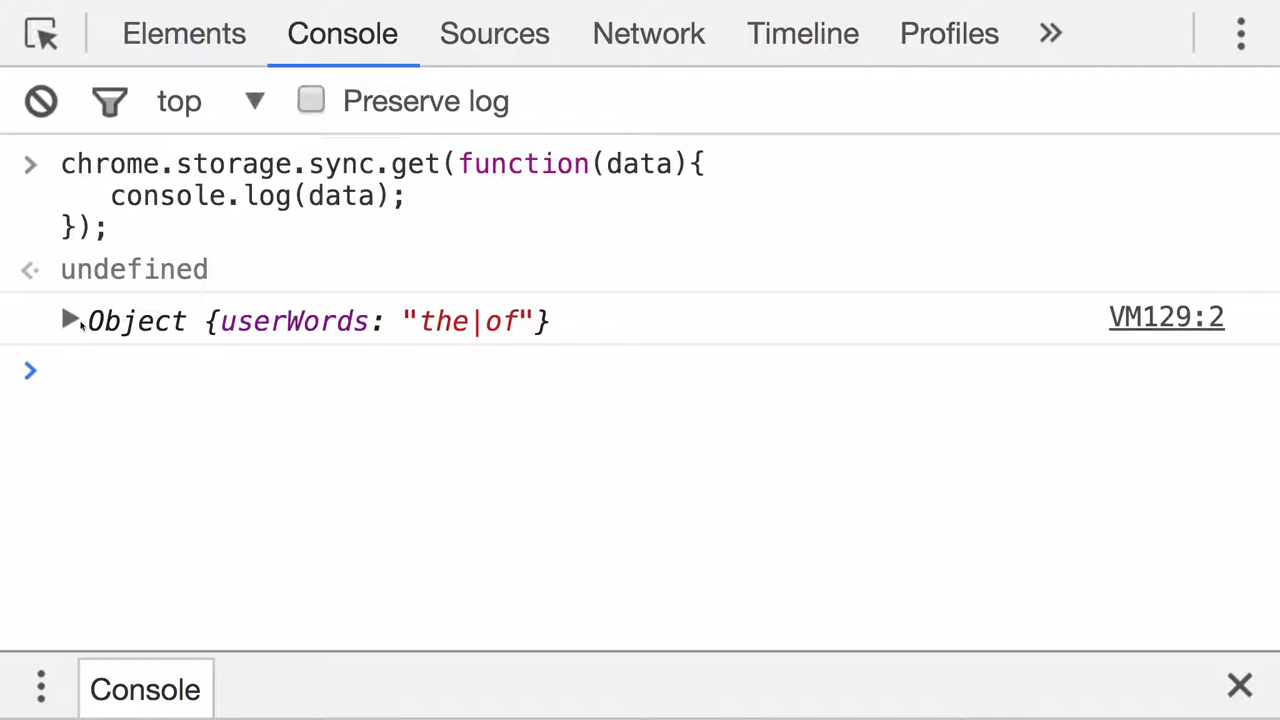 Elements Console Sources Network Timeline Profiles »
top ▼ Preserve log
> chrome.storage.sync.get(function(data){
console.log(data);
});
undefined
▶Object {userWords: "the|of"} VM129:2
>
Console